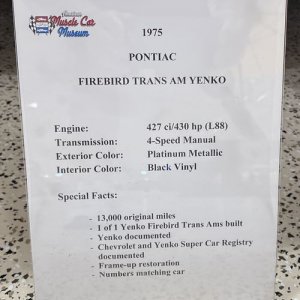 American
Muscle Car
Museum
1975
PONTIAC
FIREBIRD TRANS AM YENKO
Engine: 427 ci/430 hp (L88)
Transmission: 4-Speed Manual
Exterior Color: Platinum Metallic
Interior Color: Black Vinyl
Special Facts:
- 13,000 original miles
- 1 of 1 Yenko Firebird Trans Ams built
- Yenko documented
- Chevrolet and Yenko Super Car Registry
documented
- Frame-up restoration
- Numbers matching car